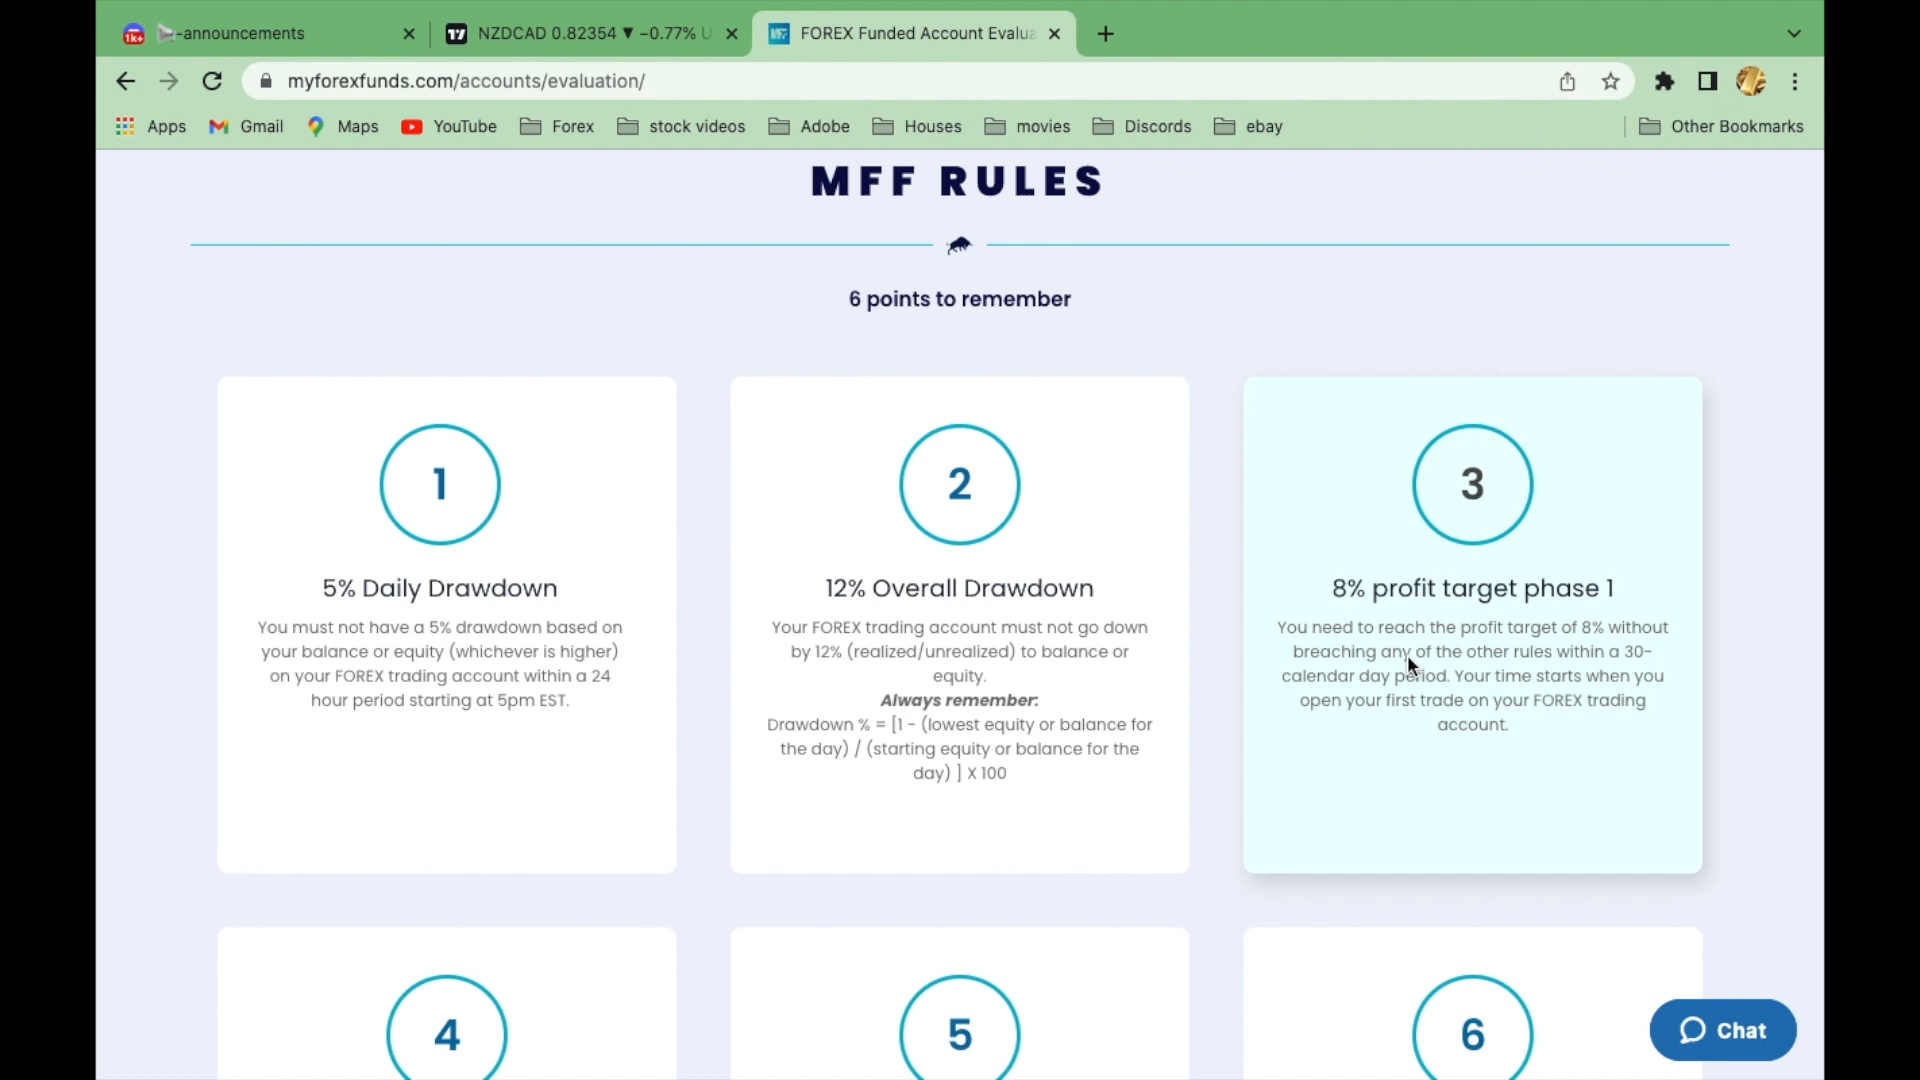 1k+
-announcements
NZDCAD 0.82354 ▼ −0.77% U
MFF
FOREX Funded Account Evalua
myforexfunds.com/accounts/evaluation/
Apps
Gmail
Maps
YouTube
Forex
stock videos
Adobe
Houses
movies
Discords
ebay
Other Bookmarks
MFF RULES
6 points to remember
1
5% Daily Drawdown
You must not have a 5% drawdown based on
your balance or equity (whichever is higher)
on your FOREX trading account within a 24
hour period starting at 5pm EST.
2
12% Overall Drawdown
Your FOREX trading account must not go down
by 12% (realized/unrealized) to balance or
equity.
Always remember:
Drawdown % = [1 - (lowest equity or balance for
the day) / (starting equity or balance for the
day) ] X 100
3
8% profit target phase 1
You need to reach the profit target of 8% without
breaching any of the other rules within a 30-
calendar day period. Your time starts when you
open your first trade on your FOREX trading
account.
4
5
6
Chat